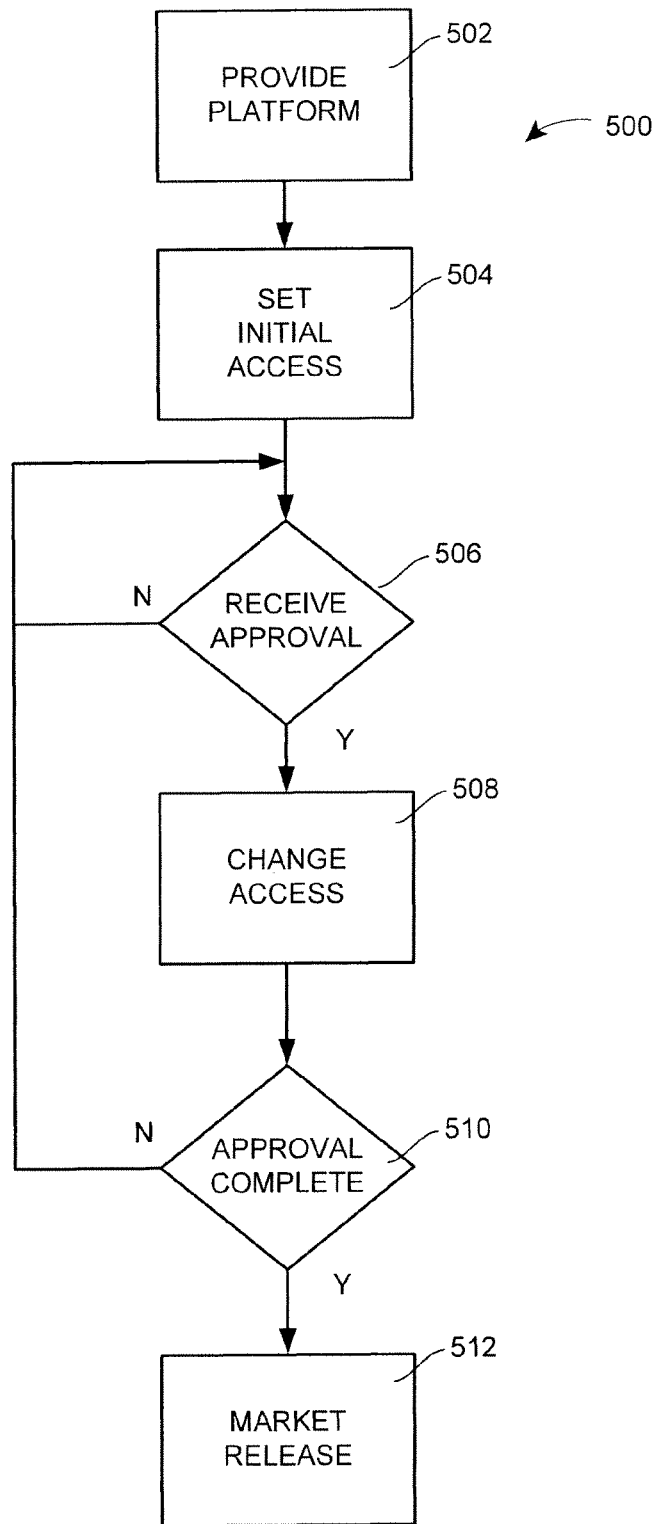 502
PROVIDE
PLATFORM
500
504
SET
INITIAL
ACCESS
506
N
RECEIVE
APPROVAL
Y
508
CHANGE
ACCESS
N
510
APPROVAL
COMPLETE
Y
512
MARKET
RELEASE